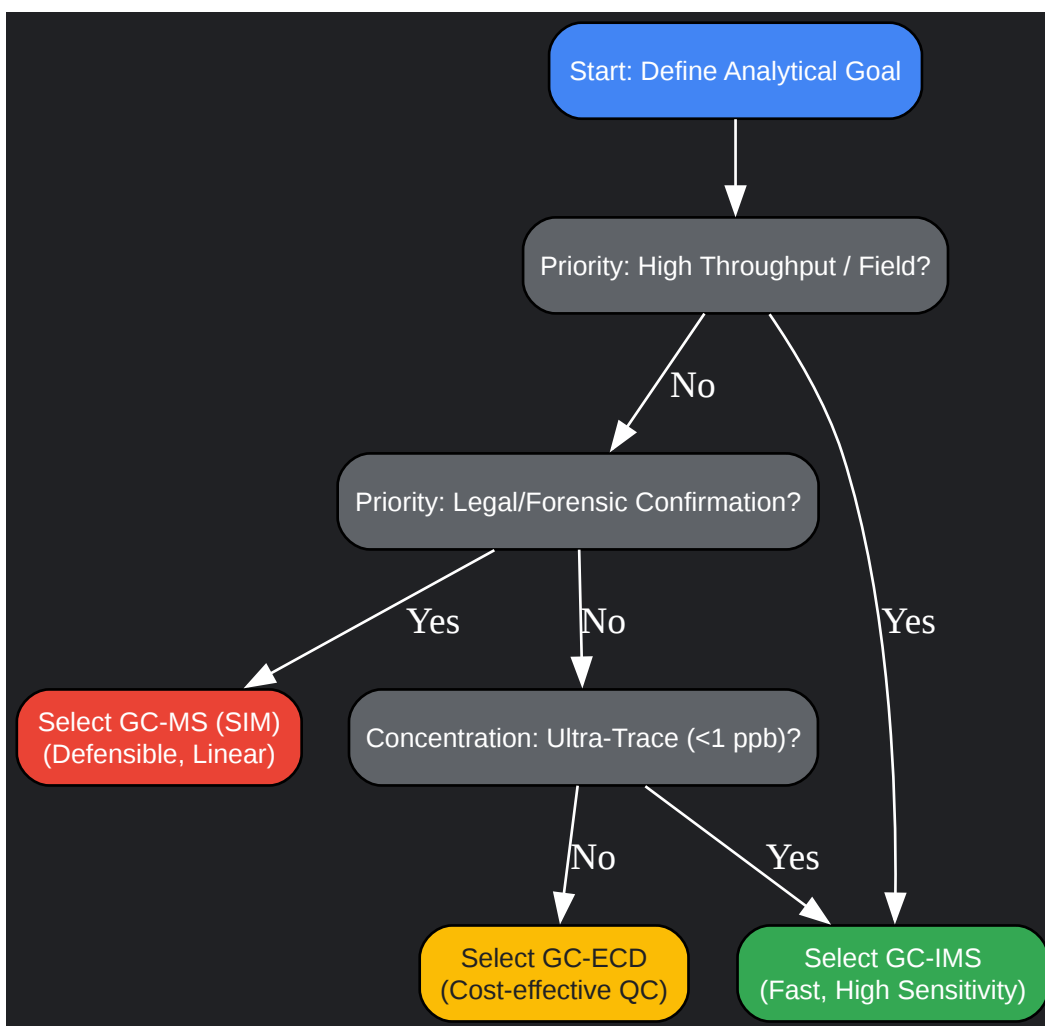 Start: Define Analytical Goal
Priority: High Throughput / Field?
No
Priority: Legal/Forensic Confirmation?
Yes
No
Yes
Select GC-MS (SIM)
(Defensible, Linear)
Concentration: Ultra-Trace (<1 ppb)?
No
Yes
Select GC-ECD
(Cost-effective QC)
Select GC-IMS
(Fast, High Sensitivity)